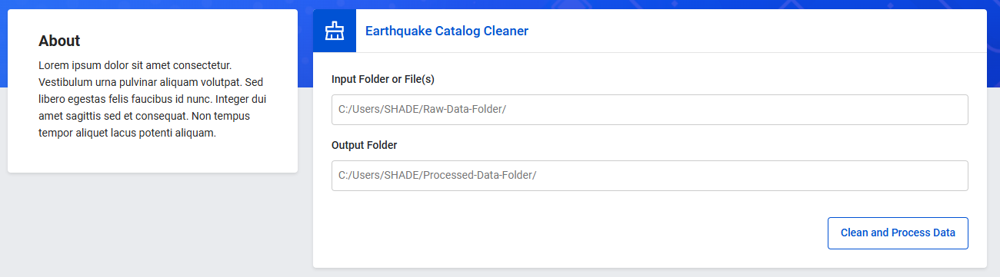 About
Lorem ipsum dolor sit amet consectetur.
Vestibulum urna pulvinar aliquam volutpat. Sed
libero egestas felis faucibus id nunc. Integer dui
amet sagittis sed et consequat. Non tempus
tempor aliquet lacus potenti aliquam.
Earthquake Catalog Cleaner
Input Folder or File(s)
C:/Users/SHADE/Raw-Data-Folder/
Output Folder
C:/Users/SHADE/Processed-Data-Folder/
Clean and Process Data